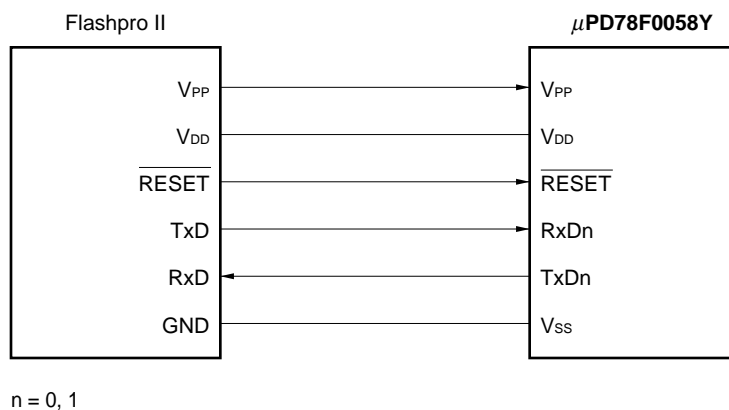 Flashpro II μPD78F0058Y
VPP VPP
VDD VDD
RESET RESET
TxD RxDn
RxD TxDn
GND VSS
n = 0, 1